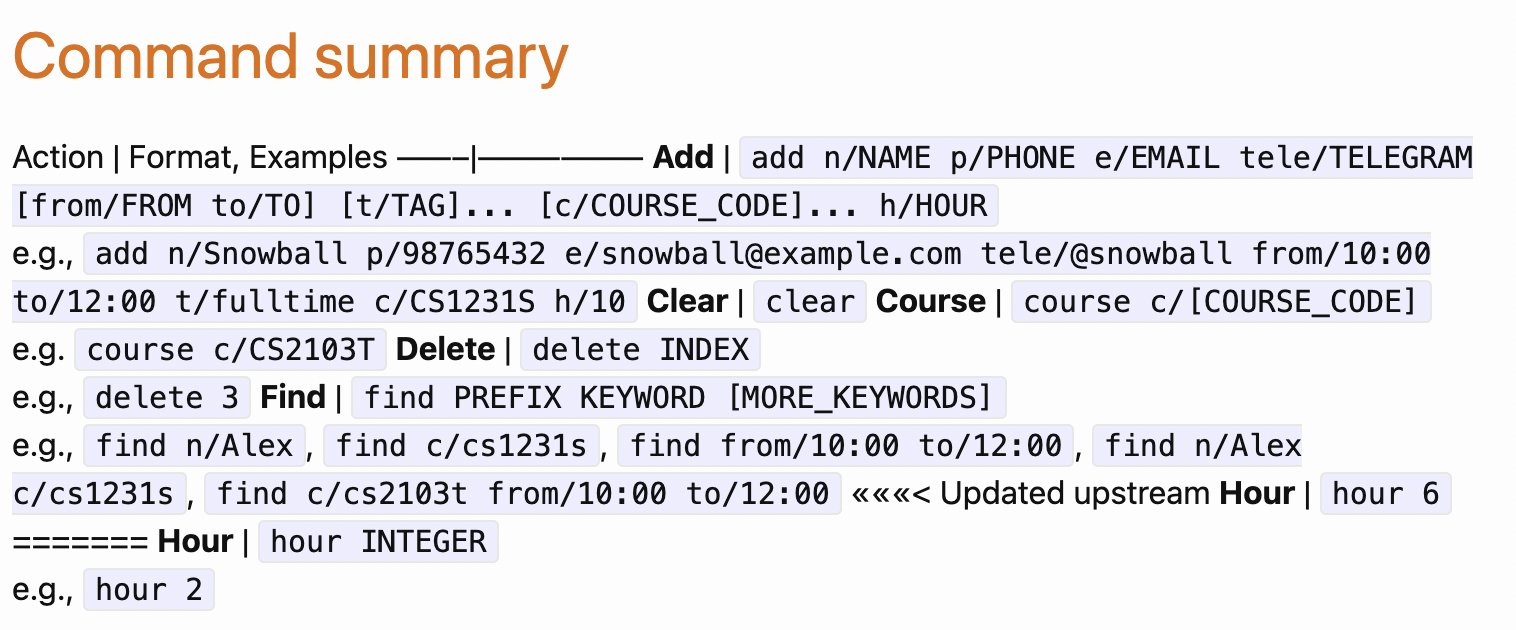 Command summary
Action | Format, Examples ——–|—————— Add | add n/NAME p/PHONE e/EMAIL tele/TELEGRAM
[from/FROM to/TO] [t/TAG]... [c/COURSE_CODE]... h/HOUR
e.g., add n/Snowball p/98765432 e/snowball@example.com tele/@snowball from/10:00
to/12:00 t/fulltime c/CS1231S h/10 Clear | clear Course | course c/[COURSE_CODE]
e.g. course c/CS2103T Delete | delete INDEX
e.g., delete 3 Find | find PREFIX KEYWORD [MORE_KEYWORDS]
e.g., find n/Alex, find c/cs1231s, find from/10:00 to/12:00, find n/Alex
c/cs1231s, find c/cs2103t from/10:00 to/12:00 «««< Updated upstream Hour | hour 6
======= Hour | hour INTEGER
e.g., hour 2